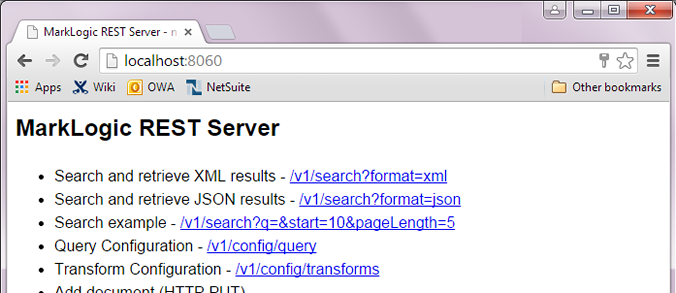 MarkLogic REST Server - n
localhost:8060
Apps Wiki OWA NetSuite Other bookmarks
MarkLogic REST Server
• Search and retrieve XML results - /v1/search?format=xml
• Search and retrieve JSON results - /v1/search?format=json
• Search example - /v1/search?q=&start=10&pageLength=5
• Query Configuration - /v1/config/query
• Transform Configuration - /v1/config/transforms
• Add document (HTTP PUT)